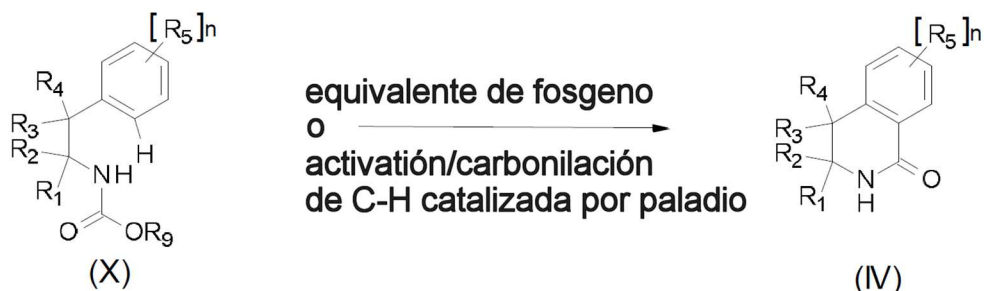 [R5]n
R4
R3
R2
H
R1
NH
O
OR9
(X)
equivalente de fosgeno
o
activatión/carbonilación
de C-H catalizada por paladio
[R5]n
R4
R3
R2
R1
N
H
O
(IV)